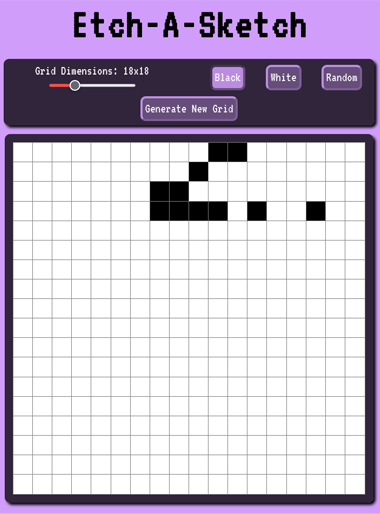 Etch-A-Sketch
Grid Dimensions: 18x18
Black
White
Random
Generate New Grid